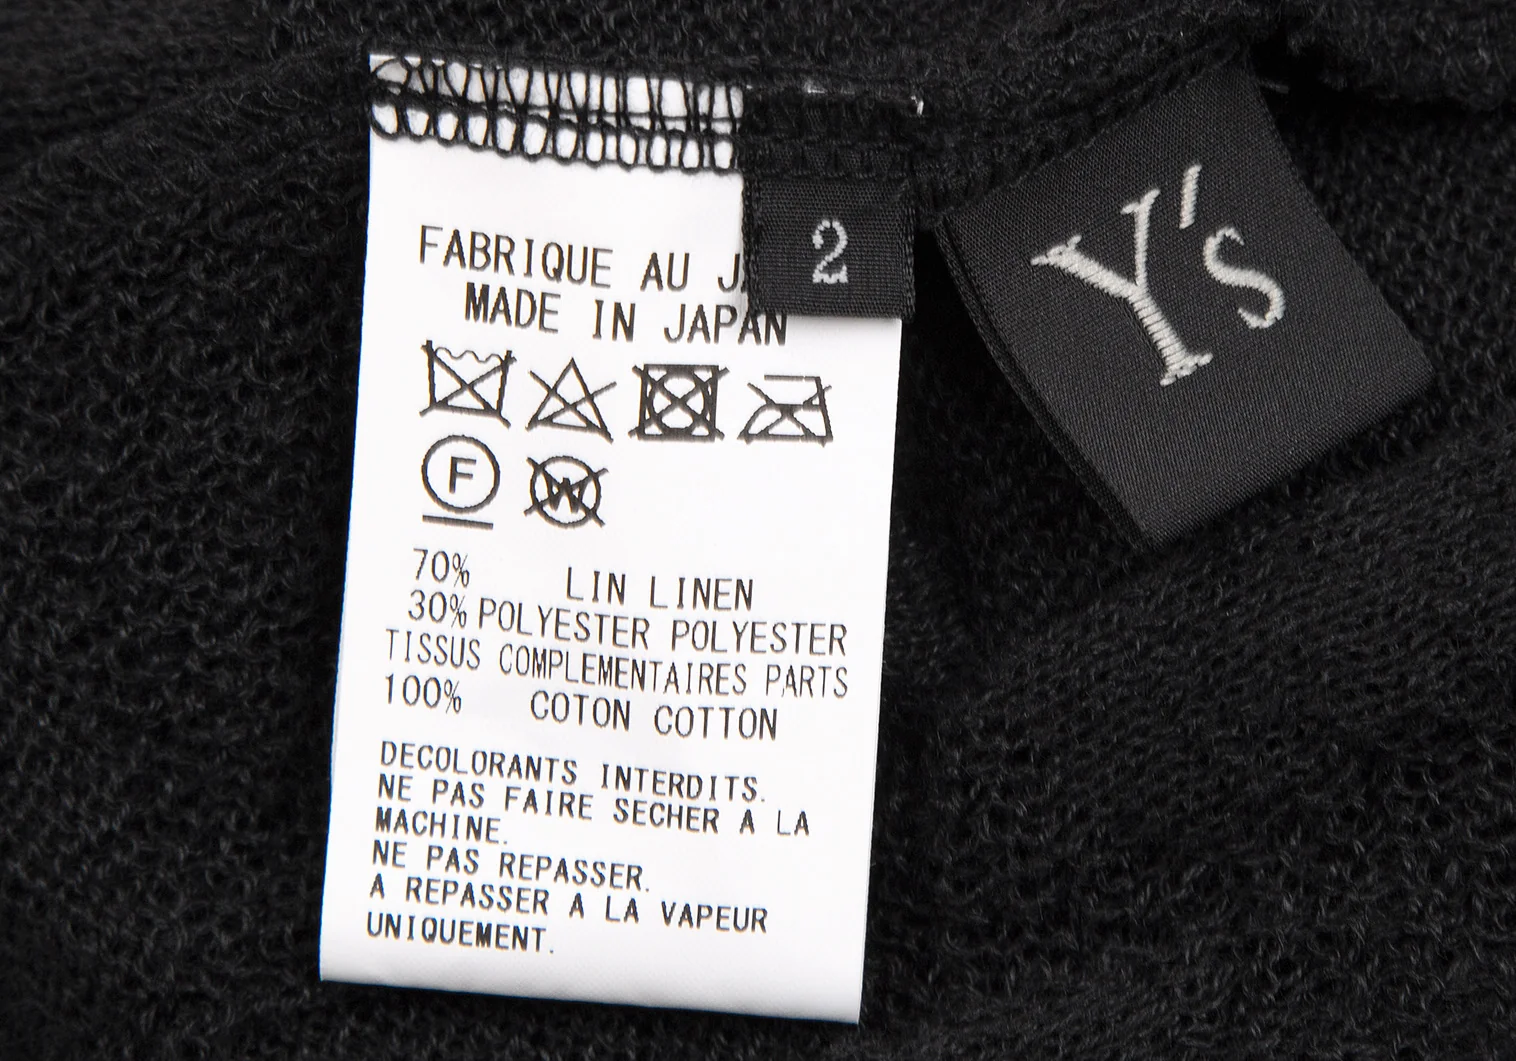 FABRIQUE AU
2
Y's
MADE IN JAPAN
F
W
70% LIN LINEN
30% POLYESTER POLYESTER
TISSUS COMPLEMENTAIRES PARTS
100% COTON COTTON
DECOLORANTS INTERDITS.
NE PAS FAIRE SECHER A LA
MACHINE.
NE PAS REPASSER.
A REPASSER A LA VAPEUR
UNIQUEMENT.